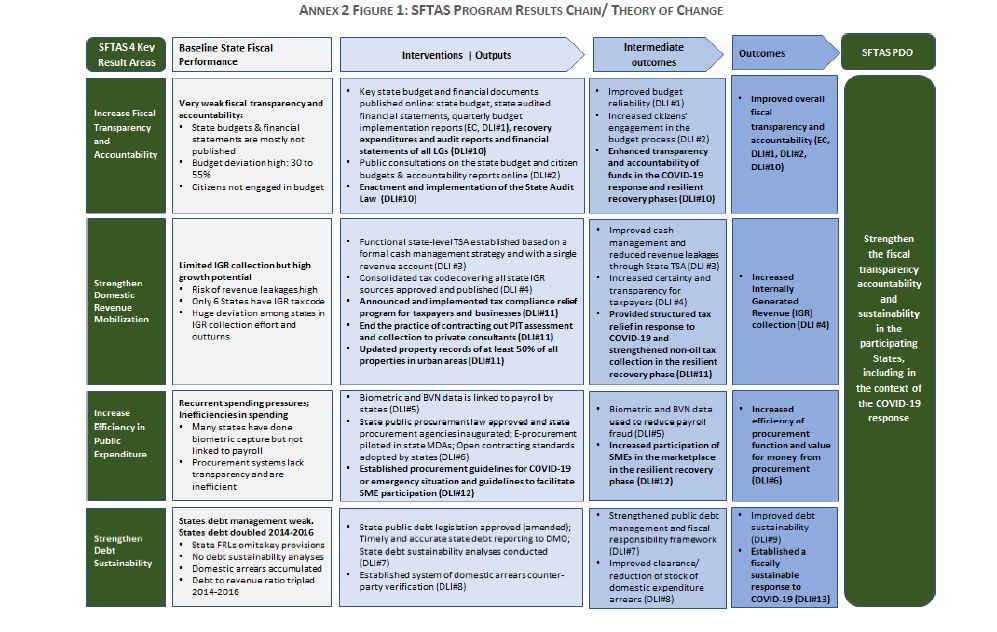 ANNEX 2 FIGURE 1: SFTAS PROGRAM RESULTS CHAIN/ THEORY OF CHANGE
SFTAS 4 Key
Result Areas
Baseline State Fiscal
Performance
Interventions | Outputs
Intermediate
outcomes
Outcomes
SFTAS PDO
Increase Fiscal
Transparency
and
Accountability
Very weak fiscal transparency and
accountability:
• State budgets & financial
statements are mostly not
published
• Budget deviation high: 30 to
55%
• Citizens not engaged in budget
• Key state budget and financial documents
published online: state budget, state audited
financial statements, quarterly budget
implementation reports (EC, DLI#1), recovery
expenditures and audit reports and financial
statements of all LGs (DLI#10)
• Public consultations on the state budget and citizen
budgets & accountability reports online (DLI#2)
• Enactment and implementation of the State Audit
Law (DLI#10)
• Improved budget
reliability (DLI #1)
• Increased citizens'
engagement in the
budget process (DLI #2)
• Enhanced transparency
and accountability of
funds in the COVID-19
response and resilient
recovery phases (DLI#10)
• Improved overall
fiscal
transparency and
accountability (EC,
DLI#1, DLI#2,
DLI#10)
Strengthen
Domestic
Revenue
Mobilization
Limited IGR collection but high
growth potential
• Risk of revenue leakages high
• Only 6 States have IGR taxcode
• Huge deviation among states in
IGR collection effort and
outturns
• Functional state-level TSA established based on a
formal cash management strategy and with a single
revenue account (DLI #3)
• Consolidated tax code covering all state IGR
sources approved and published (DLI #4)
• Announced and implemented tax compliance relief
program for taxpayers and businesses (DLI#11)
• End the practice of contracting out PIT assessment
and collection to private consultants (DLI#11)
• Updated property records of at least 50% of all
properties in urban areas (DLI#11)
• Improved cash
management and
reduced revenue leakages
through State TSA (DLI #3)
• Increased certainty and
transparency for
taxpayers (DLI #4)
• Provided structured tax
relief in response to
COVID-19 and
strengthened non-oil tax
collection in the resilient
recovery phase (DLI#11)
• Increased
Internally
Generated
Revenue (IGR)
collection (DLI #4)
Increase
Efficiency in
Public
Expenditure
Recurrent spending pressures;
Inefficiencies in spending
• Many states have done
biometric capture but not
linked to payroll
• Procurement systems lack
transparency and are
inefficient
• Biometric and BVN data is linked to payroll by
states (DLI#5)
• State public procurement law approved and state
procurement agencies inaugurated; E-procurement
piloted in state MDAs; Open contracting standards
adopted by states (DLI#6)
• Established procurement guidelines for COVID-19
or emergency situation and guidelines to facilitate
SME participation (DLI#12)
• Biometric and BVN data
used to reduce payroll
fraud (DLI#5)
• Increased participation of
SMEs in the marketplace
in the resilient recovery
phase (DLI#12)
• Increased
efficiency of
procurement
function and value
for money from
procurement
(DLI#6)
Strengthen
Debt
Sustainability
States debt management weak.
States debt doubled 2014-2016
• State FRLs omits key provisions
• No debt sustainability analyses
• Domestic arrears accumulated
• Debt to revenue ratio tripled
2014-2016
• State public debt legislation approved (amended);
Timely and accurate state debt reporting to DMO;
State debt sustainability analyses conducted
(DLI#7)
• Established system of domestic arrears counter-
party verification (DLI#8)
• Strengthened public debt
management and fiscal
responsibility framework
(DLI#7)
• Improved clearance/
reduction of stock of
domestic expenditure
arrears (DLI#8)
• Improved debt
sustainability
(DLI#9)
• Established a
fiscally
sustainable
response to
COVID-19 (DLI#13)
Strengthen
the fiscal
transparency
accountability
and
sustainability
in the
participating
States,
including in
the context of
the COVID-19
response